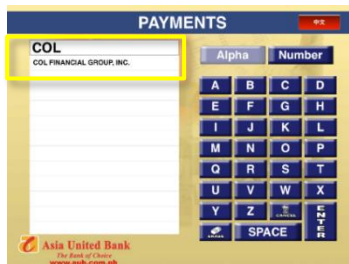 PAYMENTS
中文
COL
COL FINANCIAL GROUP, INC.
Alpha Number
A B C D
E F G H
I J K L
M N O P
Q R S T
U V W X
Y Z CANCEL ENTER
SPACE
Asia United Bank
The Bank of Choice
www.aub.com.ph